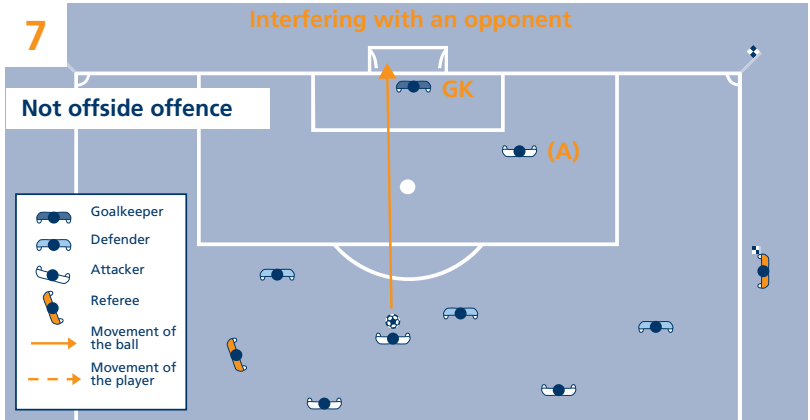 7
Interfering with an opponent
GK
Not offside offence
(A)
Goalkeeper
Defender
Attacker
Referee
Movement of
the ball
Movement of
the player